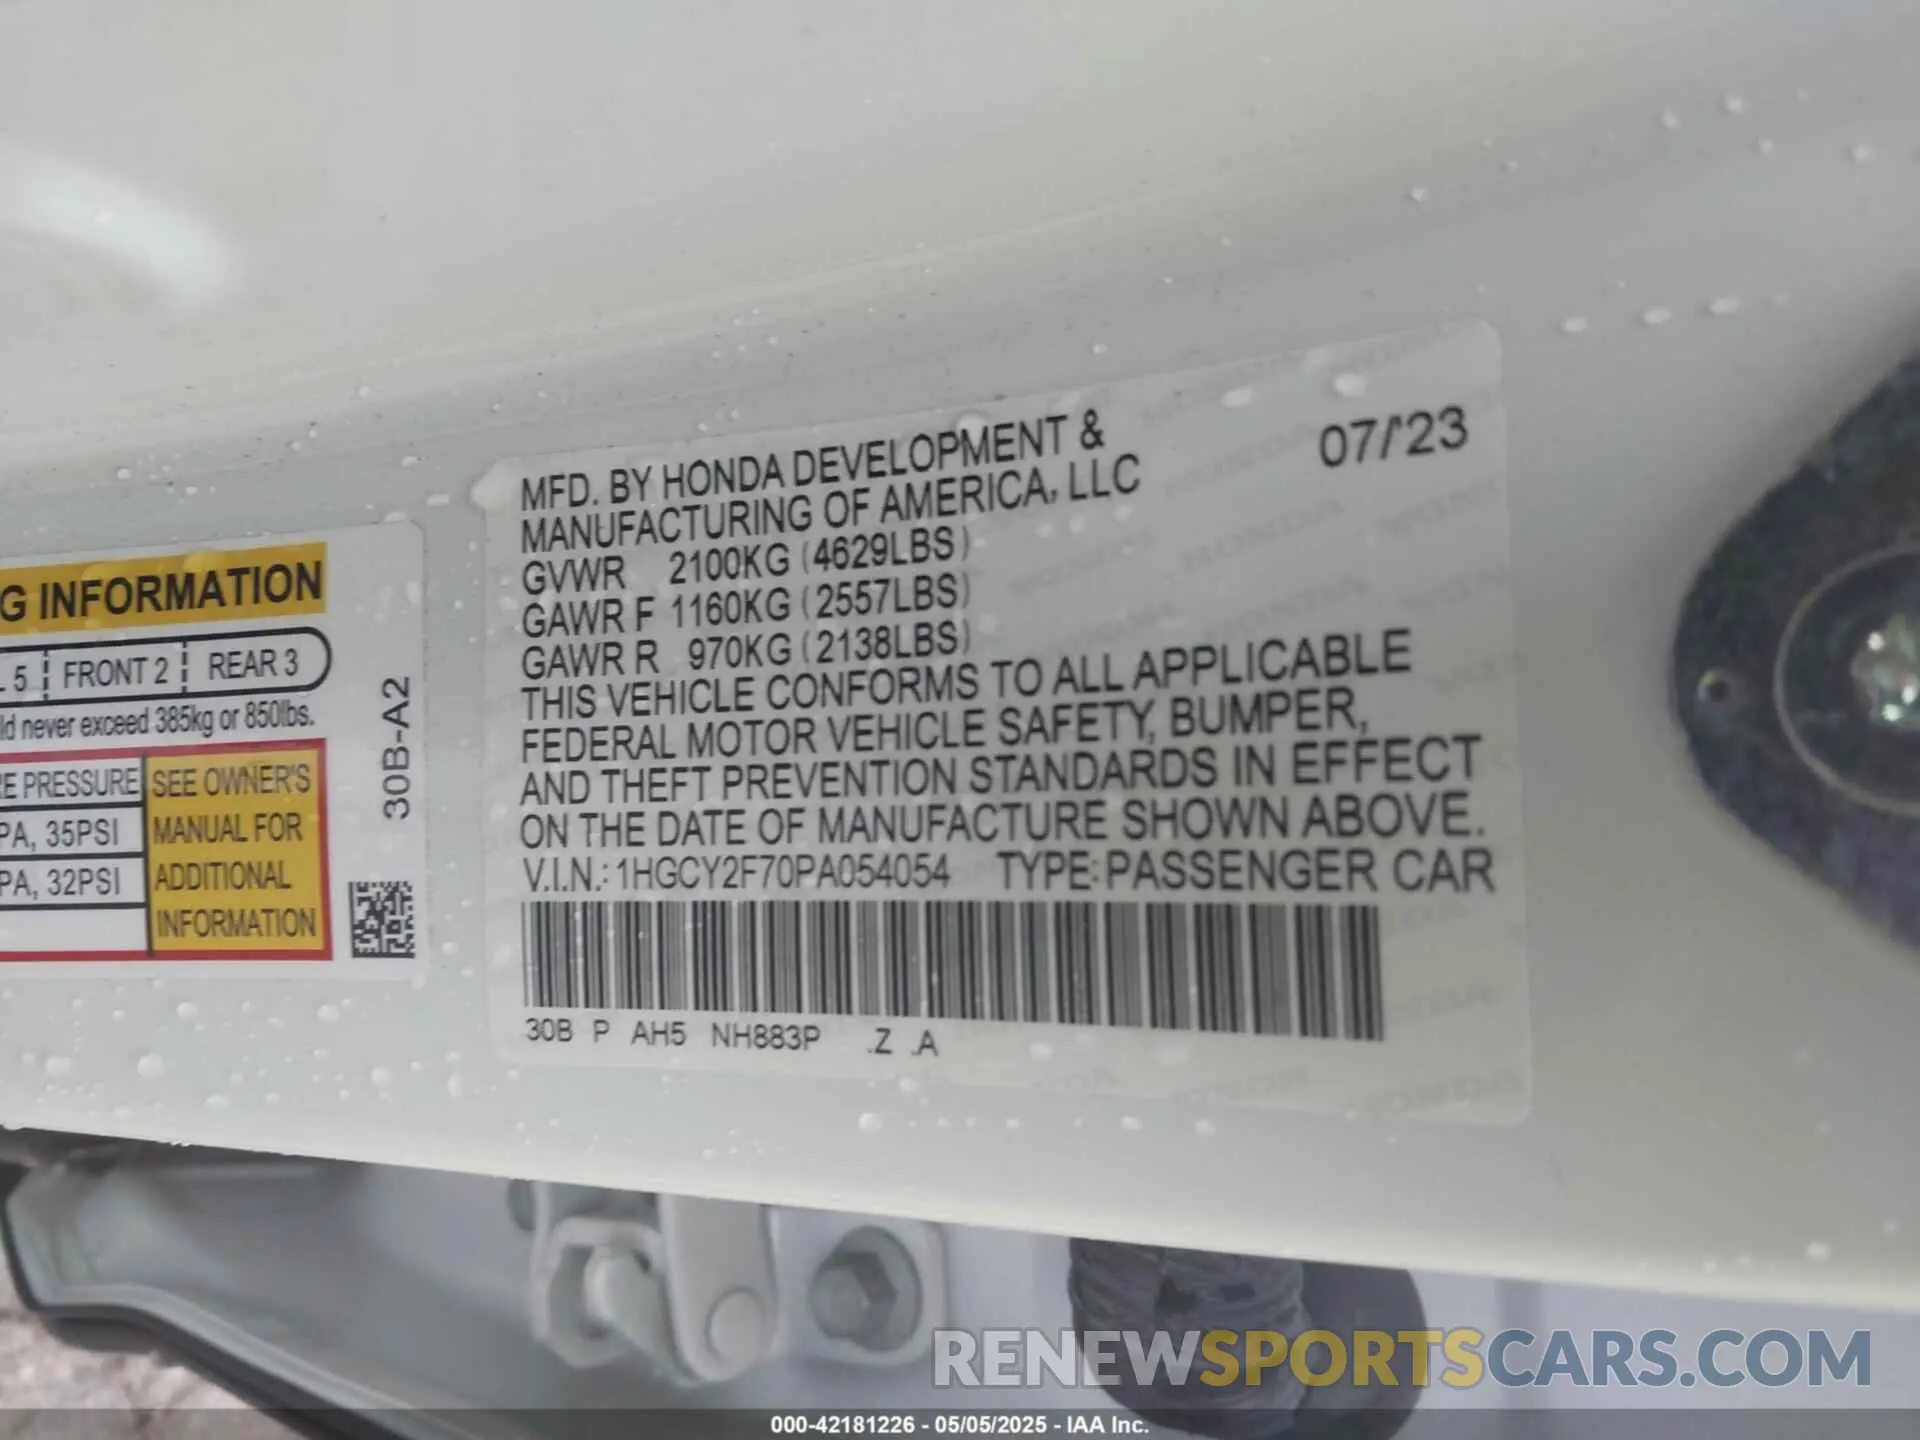 G INFORMATION
5 FRONT 2 REAR 3
never exceed 385kg or 850lbs.
PRESSURE
PA, 35PSI
PA, 32PSI
SEE OWNER'S
MANUAL FOR
ADDITIONAL
INFORMATION
30B-A2
MFD. BY HONDA DEVELOPMENT &
MANUFACTURING OF AMERICA, LLC
07/'23
GVWR 2100KG (4629LBS)
GAWR F 1160KG (2557LBS)
GAWR R 970KG (2138LBS)
THIS VEHICLE CONFORMS TO ALL APPLICABLE
FEDERAL MOTOR VEHICLE SAFETY, BUMPER,
AND THEFT PREVENTION STANDARDS IN EFFECT
ON THE DATE OF MANUFACTURE SHOWN ABOVE.
V.I.N.: 1HGCY2F70PA054054 TYPE: PASSENGER CAR
30B P AH5 NH883P .Z .A
RENEWSPORTSCARS.COM
000-42181226 - 05/05/2025 - IAA Inc.